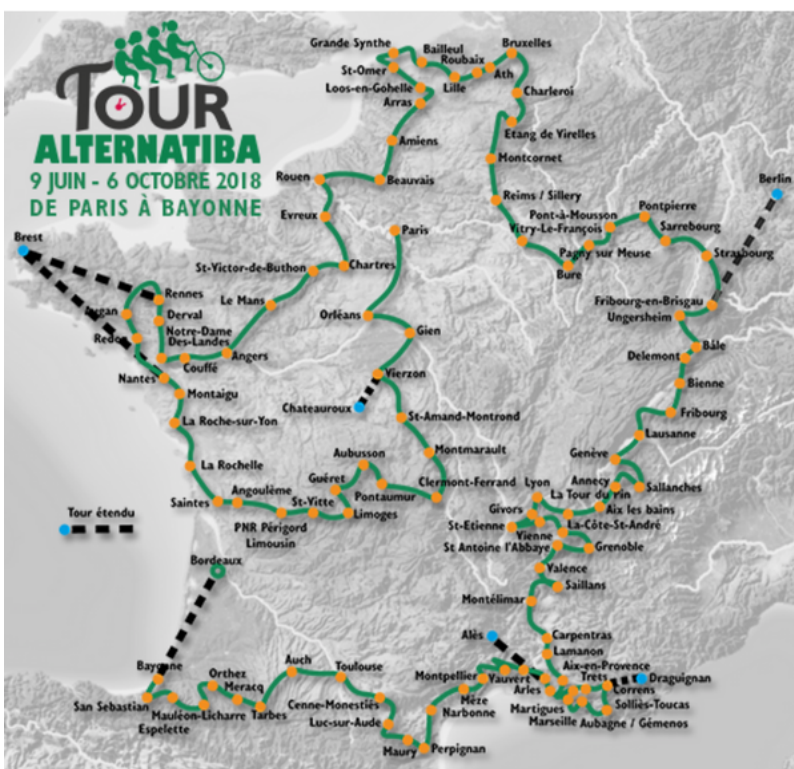 TOUR
ALTERNATIBA
9 JUIN - 6 OCTOBRE 2018
DE PARIS À BAYONNE
Grande Synthe
Bailleul
Bruxelles
Roubaix
St-Omer
Ath
Lille
Loos-en-Gohelle
Charleroi
Arras
Etang de Virelles
Amiens
Montcornet
Rouen
Beauvais
Berlin
Reims / Sillery
Evreux
Pont-à-Mousson
Pontpierre
Paris
Vitry-Le-François
Sarrebourg
Brest
Pagny sur Meuse
Strasbourg
St-Victor-de-Buthon
Chartres
Bure
Rennes
Le Mans
Fribourg-en-Brisgau
Derval
Orléans
Ungersheim
Notre-Dame
Des-Landes
Gien
Angers
Bâle
Couffé
Delemont
Nantes
Vierzon
Bienne
Montaigu
Chateauroux
St-Amand-Montrond
Fribourg
La Roche-sur-Yon
Lausanne
Aubusson
Montmarault
Genève
La Rochelle
Guéret
Clermont-Ferrand
Lyon
Annecy
Sallanches
Angoulême
St-Vitte
Pontaumur
La Tour du Pin
Saintes
Limoges
Givors
Aix les bains
Tour étendu
PNR Périgord
Limousin
St-Etienne
La-Côte-St-André
Vienne
St Antoine l'Abbaye
Grenoble
Bordeaux
Valence
Saillans
Montélimar
Alès
Carpentras
Lamanon
Bayonne
Auch
Toulouse
Montpellier
Vauvert
Aix-en-Provence
Orthez
Trets
Draguignan
Meracq
Arles
Correns
San Sebastian
Cenne-Monestiés
Mèze
Martigues
Solliès-Toucas
Mauléon-Licharre
Tarbes
Narbonne
Marseille
Aubagne / Gémenos
Espelette
Luc-sur-Aude
Maury
Perpignan